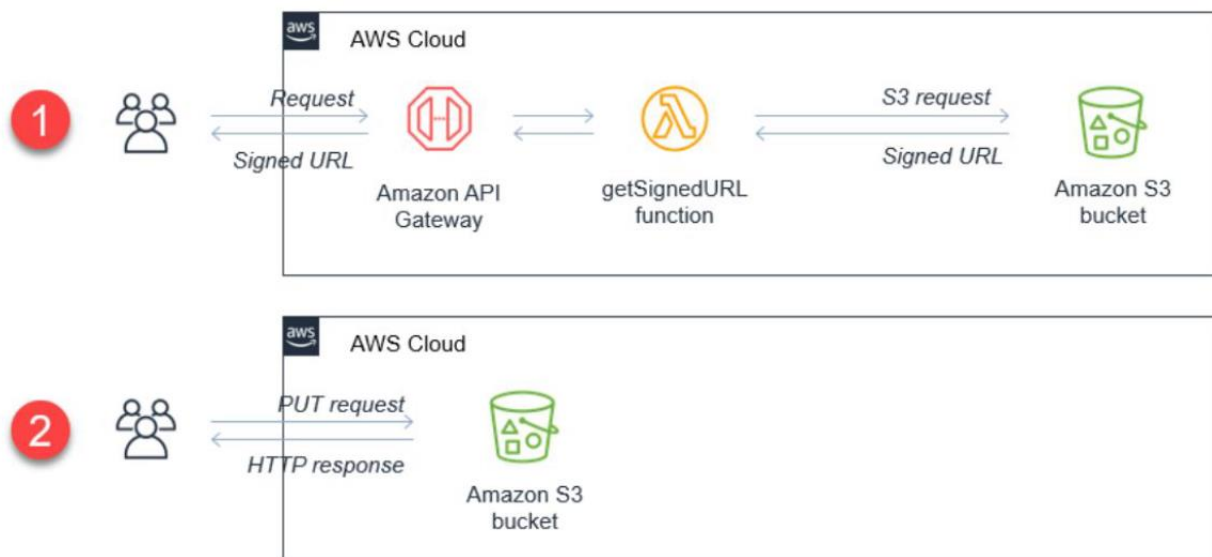 aws
AWS Cloud
1
Request
Signed URL
Amazon API
Gateway
getSignedURL
function
S3 request
Signed URL
Amazon S3
bucket
aws
AWS Cloud
2
PUT request
HTTP response
Amazon S3
bucket